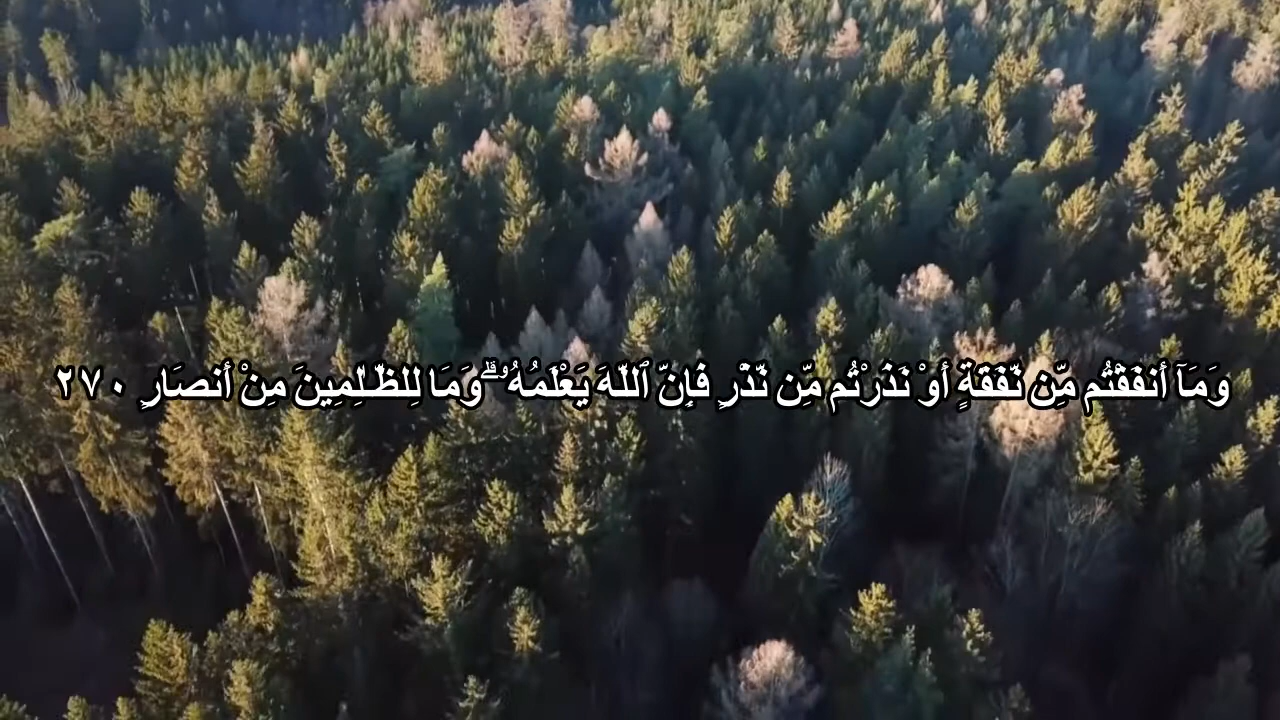 وَمَآ أَنفَقْتُم مِّن نَّفَقَةٍ أَوْ نَذَرْتُم مِّن نَّذْرٍ فَإِنَّ ٱللَّهَ يَعْلَمُهُۥ ۗ وَمَا لِلظَّـٰلِمِينَ مِنْ أَنصَارٍ ٢٧٠